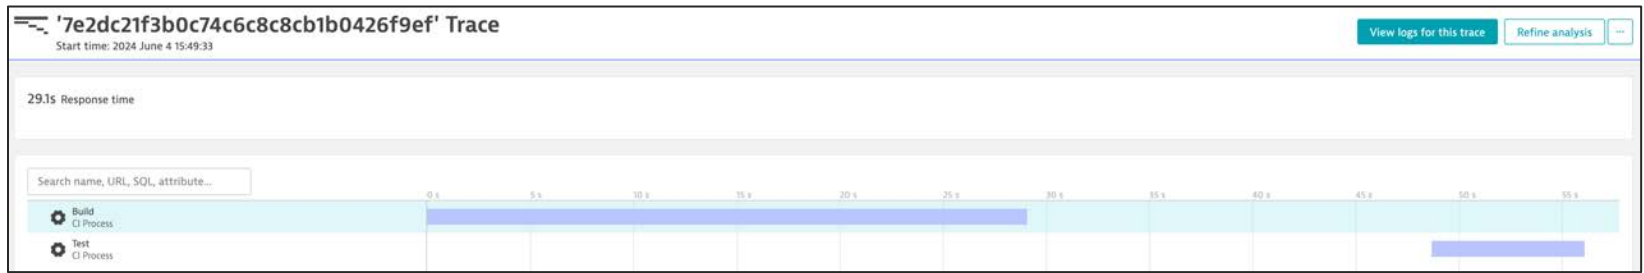 '7e2dc21f3b0c74c6c8c8cb1b0426f9ef' Trace
Start time: 2024 June 4 15:49:33
View logs for this trace
Refine analysis
...
29.1s Response time
Search name, URL, SQL, attribute...
0 s 5 s 10 s 15 s 20 s 25 s 30 s 35 s 40 s 45 s 50 s 55 s
Build
CI Process
Test
CI Process